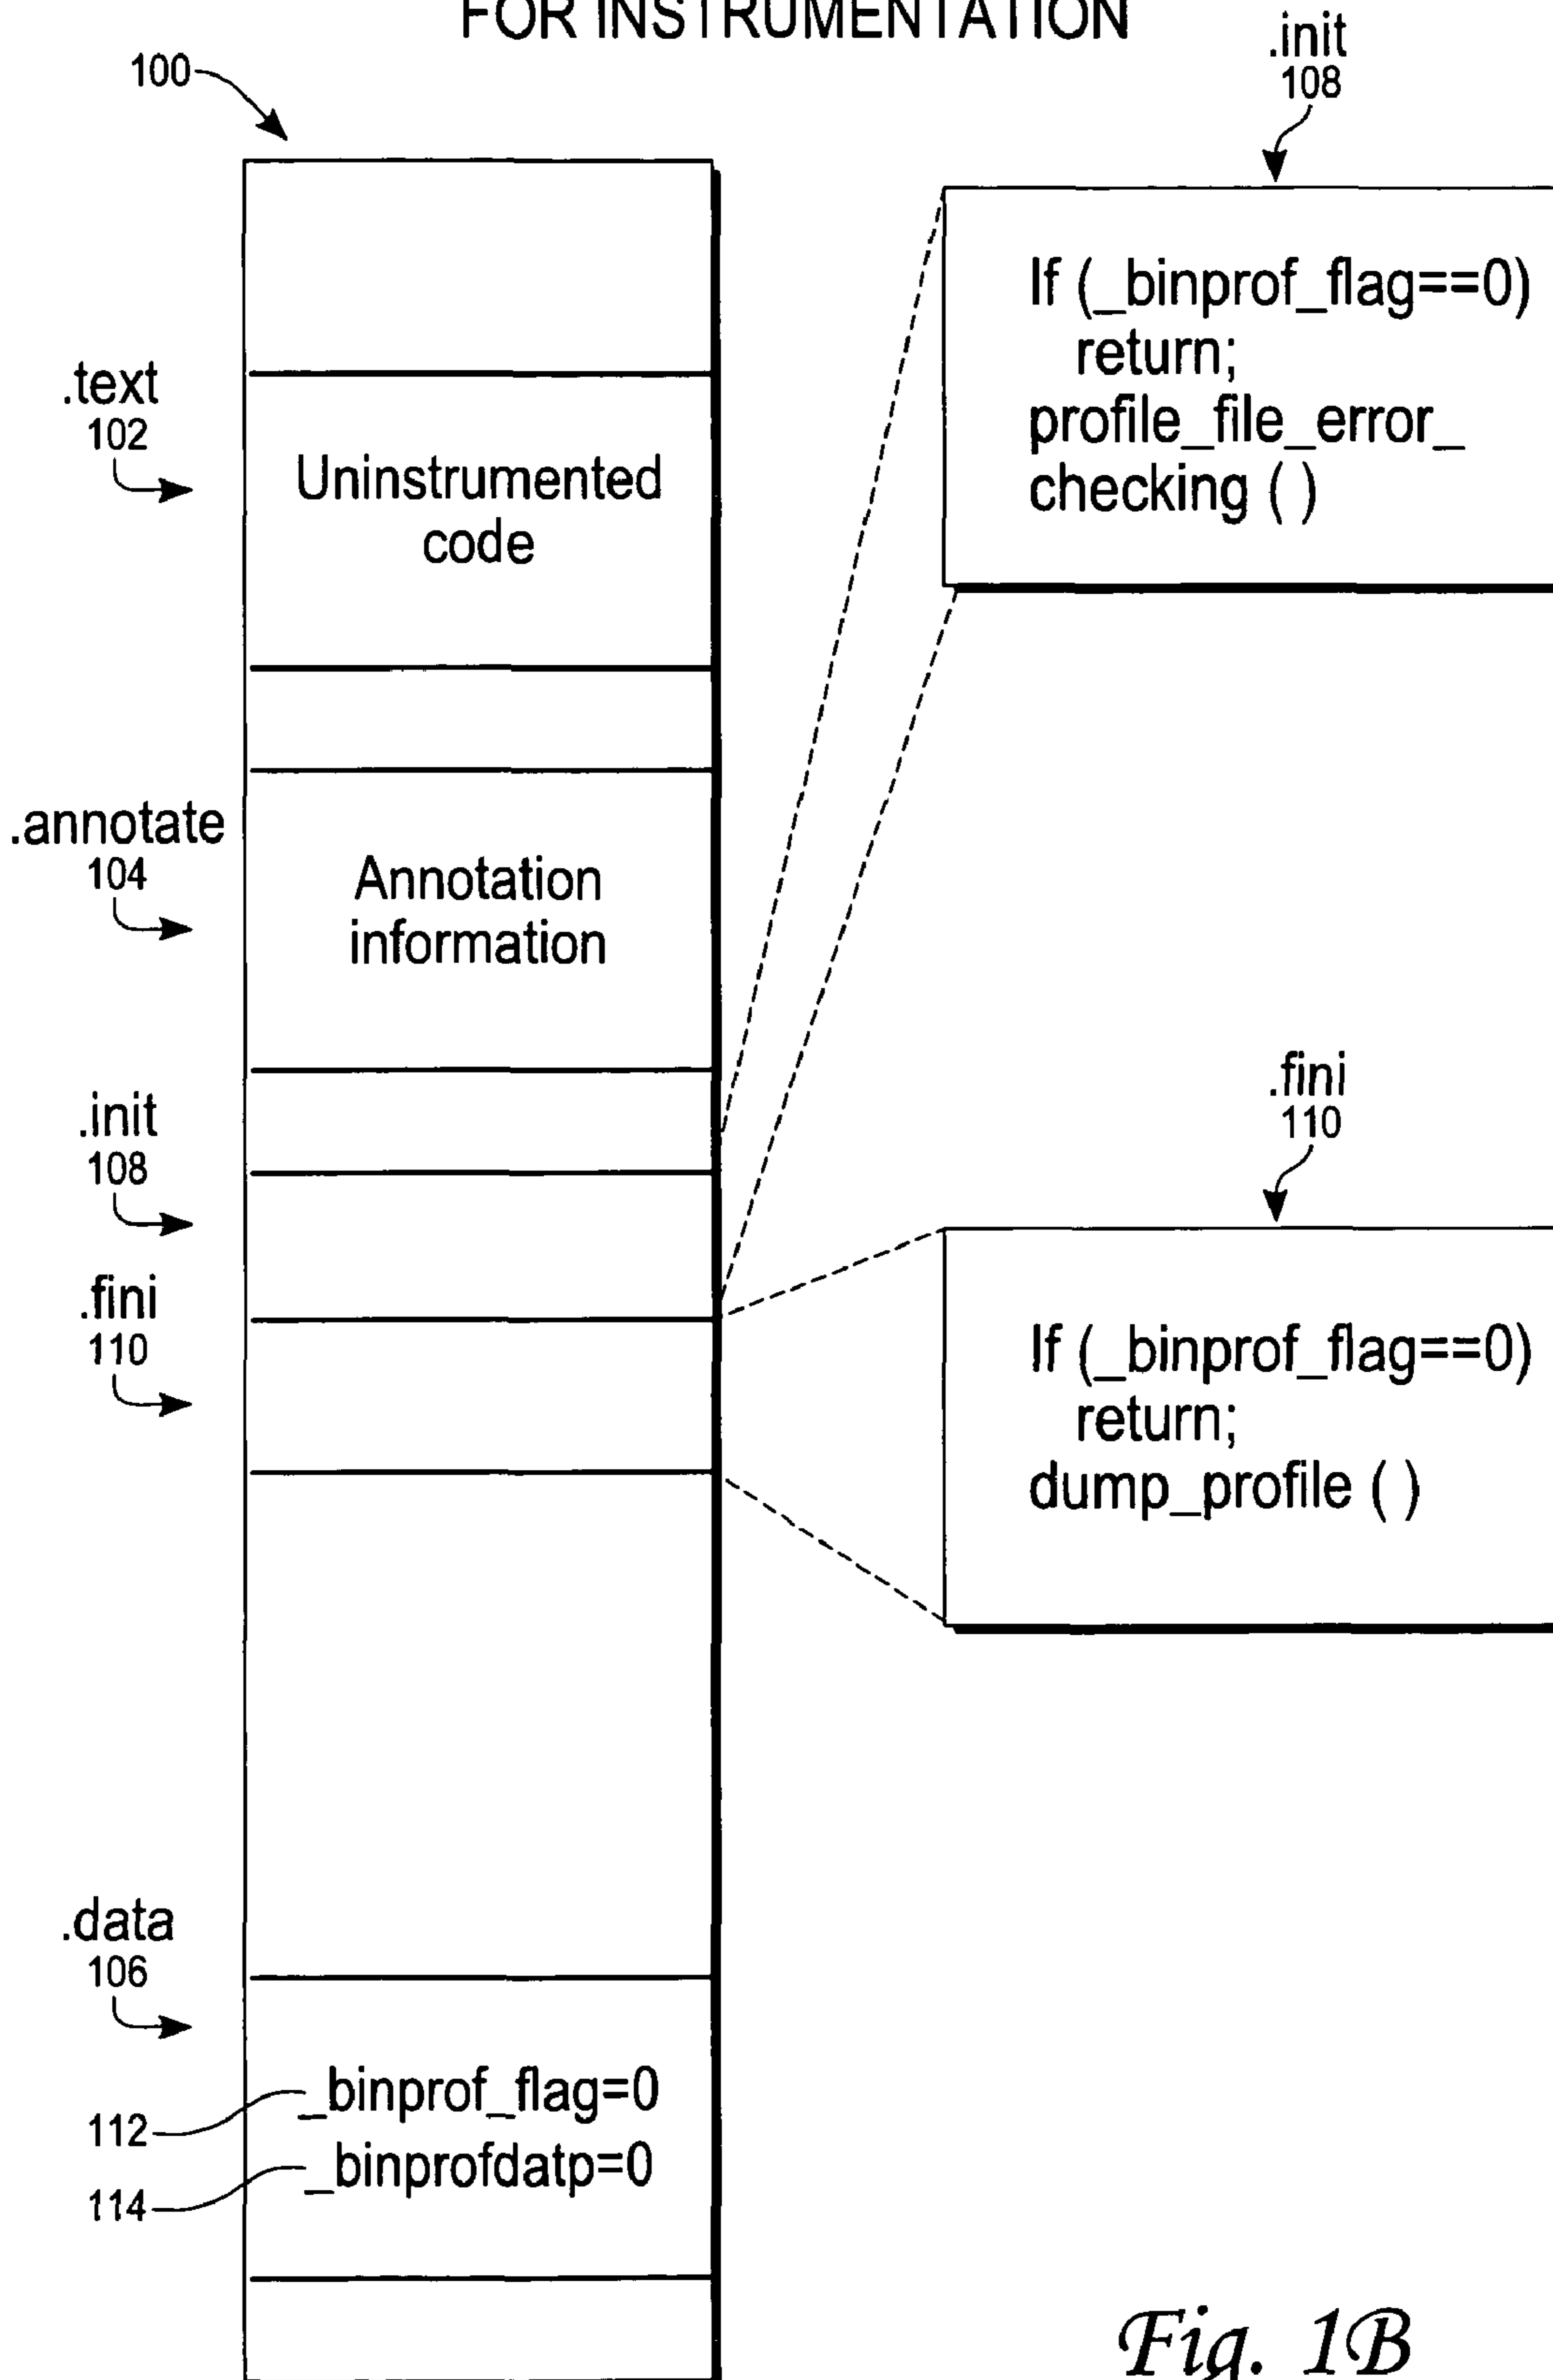 FOR INSTRUMENTATION
100
.init
108
If (_binprof_flag==0)
return;
profile_file_error_
checking ( )
.text
102
Uninstrumented
code
.annotate
104
Annotation
information
.init
108
.fini
110
.fini
110
If (_binprof_flag==0)
return;
dump_profile ( )
.data
106
_binprof_flag=0
112
_binprofdatp=0
114
Fig. 1B